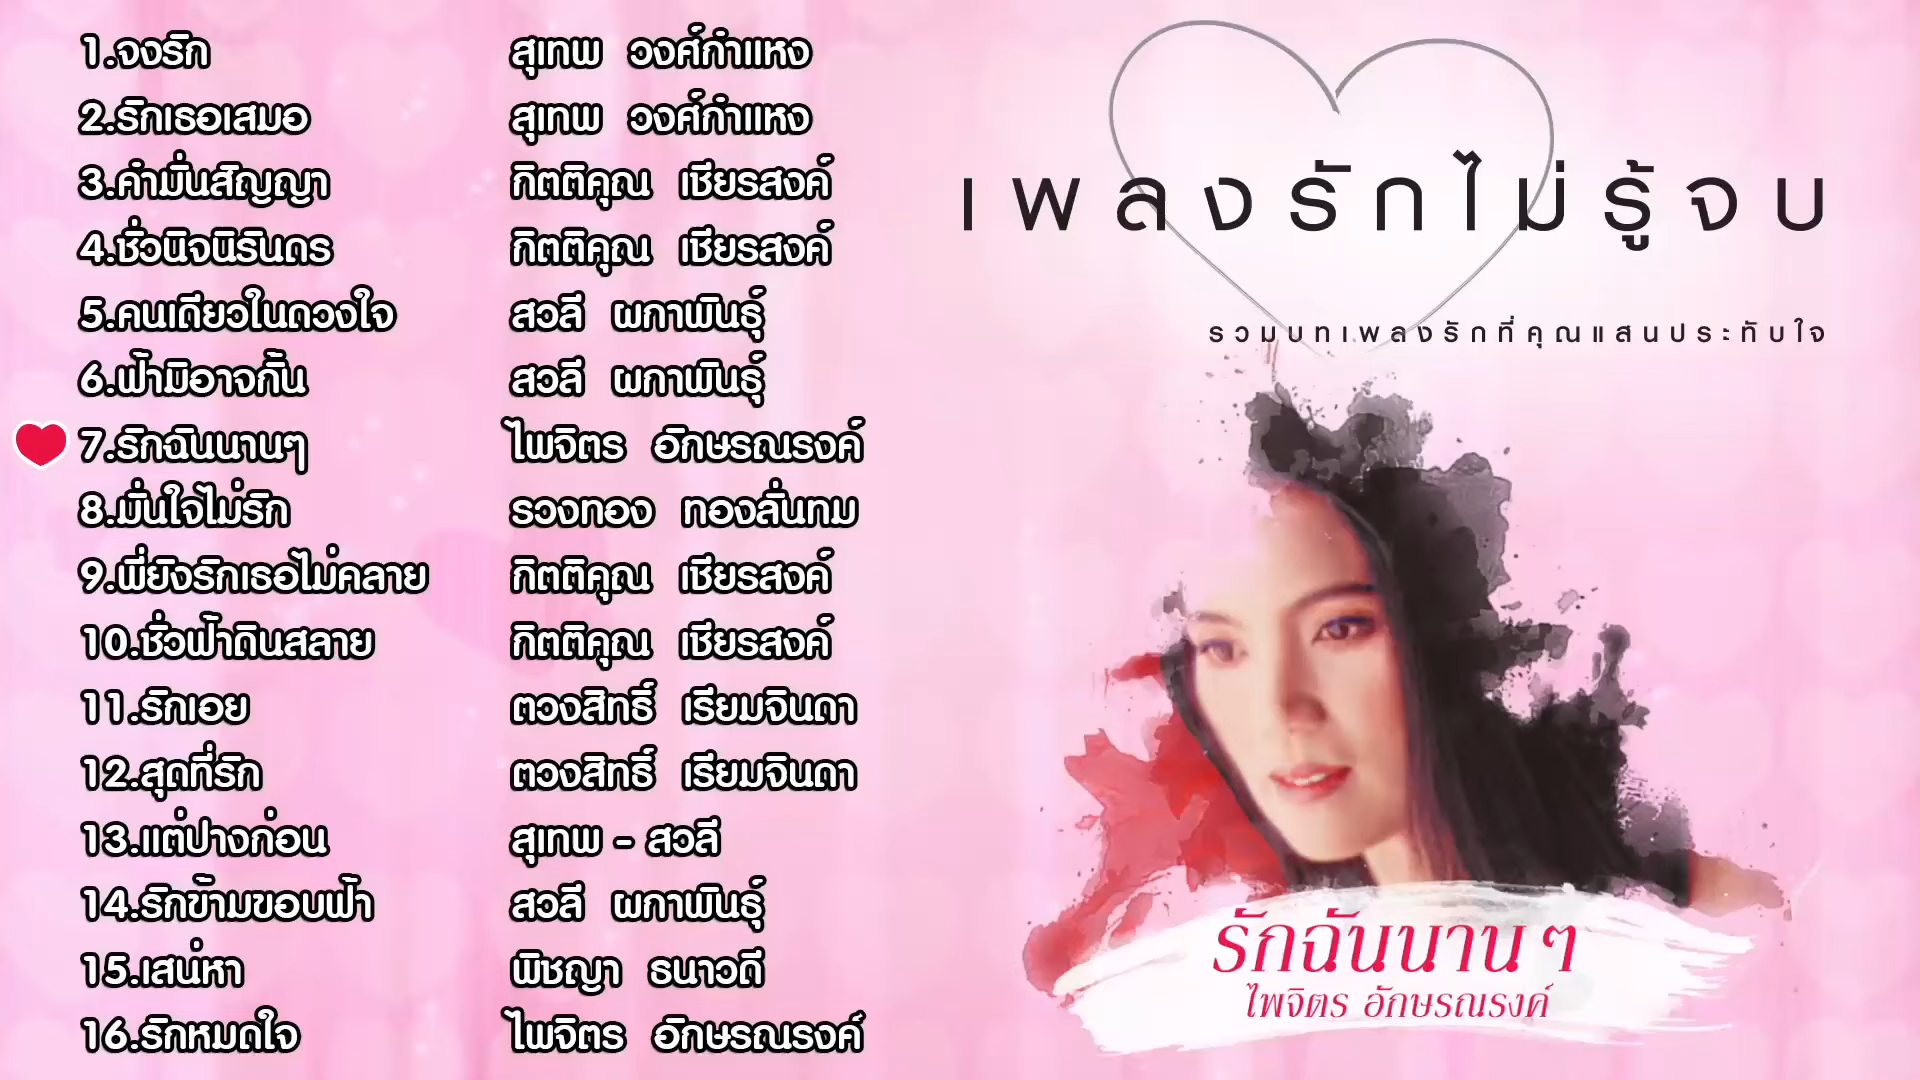 1.จงรัก สุเทพ วงศ์กำแหง
2.รักเธอเสมอ สุเทพ วงศ์กำแหง
3.คำมั่นสัญญา กิตติคุณ เชียรสงค์
4.ชั่วนิจนิรันดร กิตติคุณ เชียรสงค์
5.คนเดียวในดวงใจ สวลี ผกาพันธุ์
6.ฟ้ามิอาจกั้น สวลี ผกาพันธุ์
7.รักฉันนานๆ ไพจิตร อักษรณรงค์
8.มั่นใจไม่รัก รวงทอง ทองลั่นทม
9.พี่ยังรักเธอไม่คลาย กิตติคุณ เชียรสงค์
10.ชั่วฟ้าดินสลาย กิตติคุณ เชียรสงค์
11.รักเอย ตวงสิทธิ์ เรียมจินดา
12.สุดที่รัก ตวงสิทธิ์ เรียมจินดา
13.แต่ปางก่อน สุเทพ - สวลี
14.รักข้ามขอบฟ้า สวลี ผกาพันธุ์
15.เสน่หา พิชญา ธนาวดี
16.รักหมดใจ ไพจิตร อักษรณรงค์
เพลงรักไม่รู้จบ
รวมบทเพลงรักที่คุณแสนประทับใจ
รักฉันนาน ๆ
ไพจิตร อักษรณรงค์